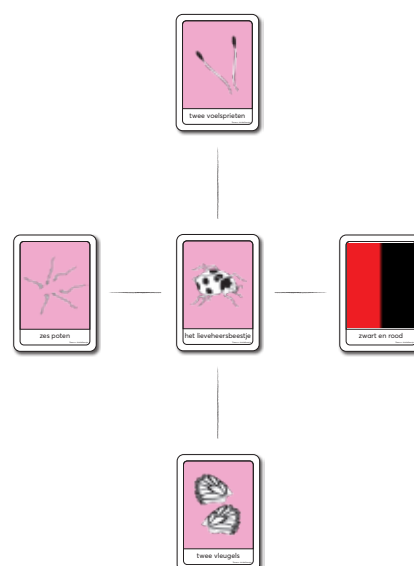 twee voelsprieten
zes poten
het lieveheersbeestje
zwart en rood
twee vleugels